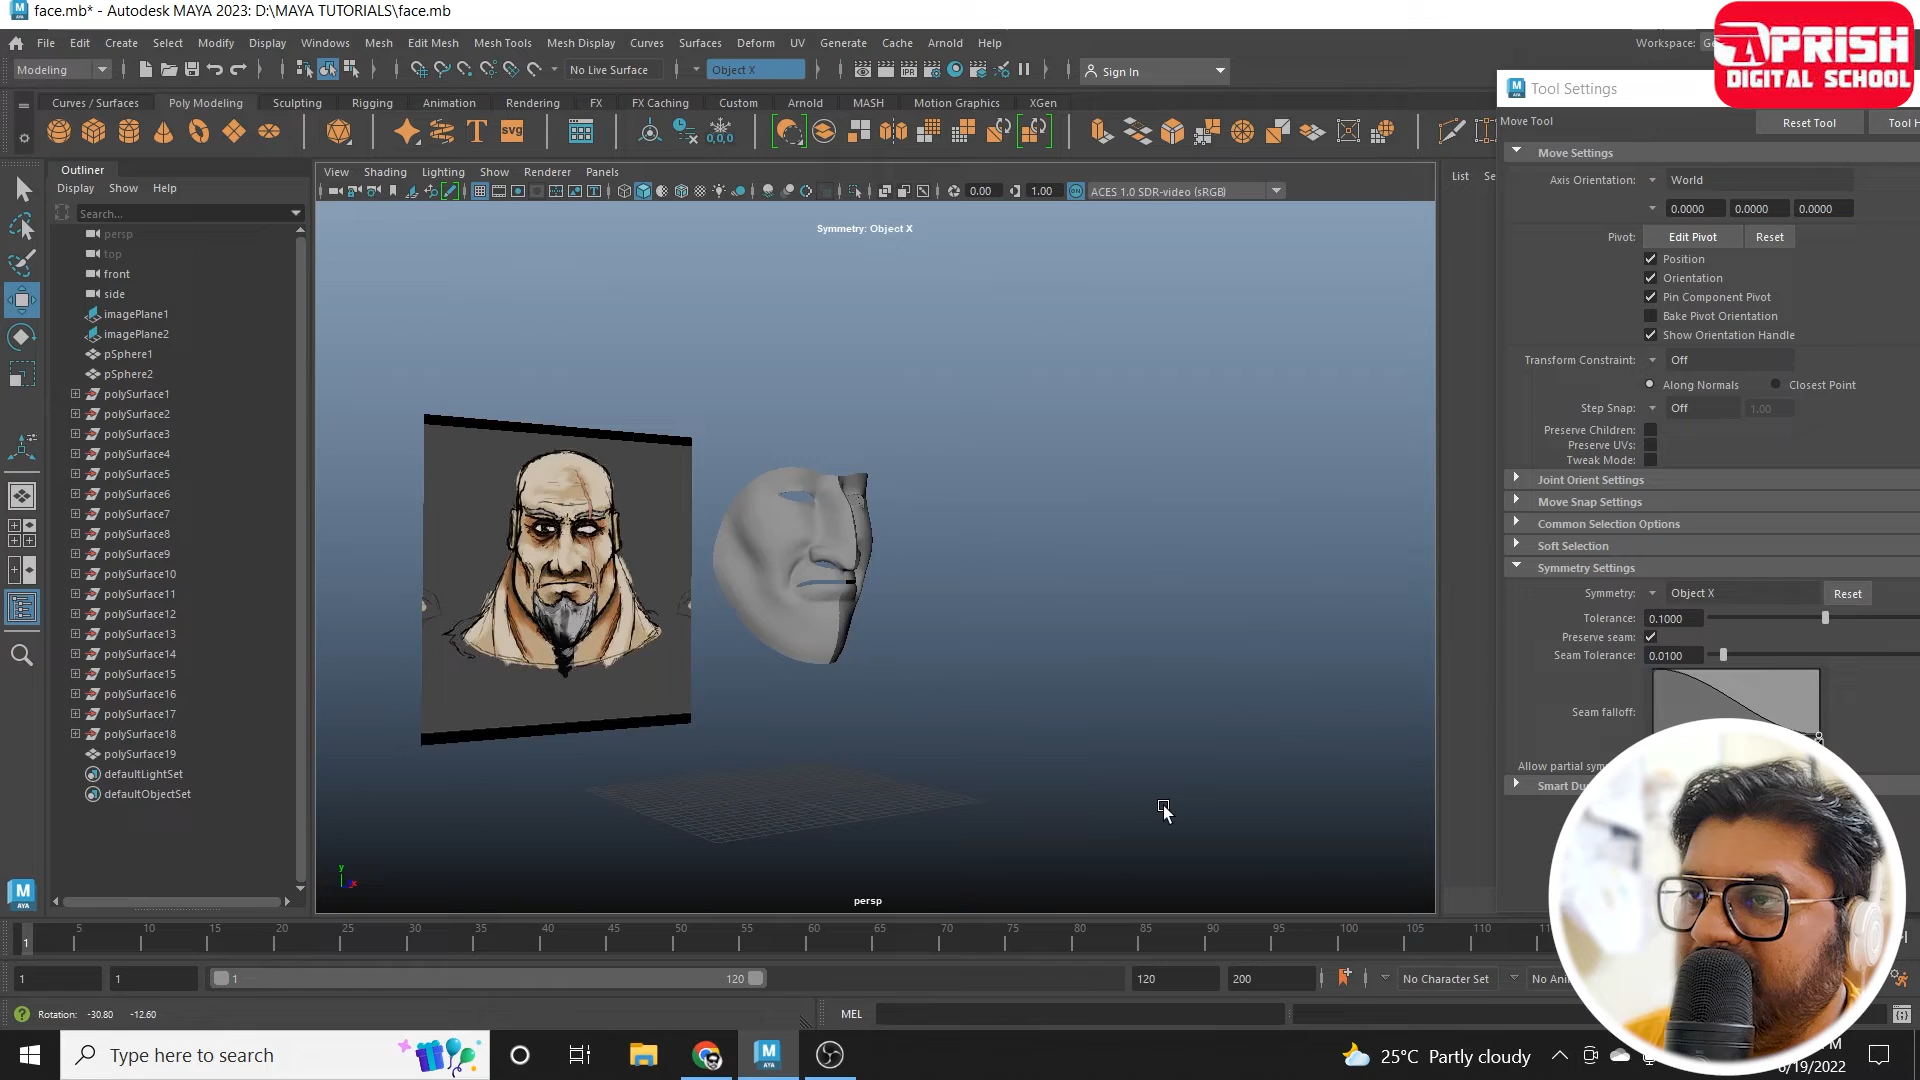 face.mb* - Autodesk MAYA 2023: D:\MAYA TUTORIALS\face.mb
File Edit Create Select Modify Display Windows Mesh Edit Mesh Mesh Tools Mesh Display Curves Surfaces Deform UV Generate Cache Arnold Help
Workspace:
APRISH
DIGITAL SCHOOL
Modeling
No Live Surface
Object X
Sign In
Curves / Surfaces Poly Modeling Sculpting Rigging Animation Rendering FX FX Caching Custom Arnold MASH Motion Graphics XGen
Outliner
Display Show Help
Search...
persp
top
front
side
imagePlane1
imagePlane2
pSphere1
pSphere2
polySurface1
polySurface2
polySurface3
polySurface4
polySurface5
polySurface6
polySurface7
polySurface8
polySurface9
polySurface10
polySurface11
polySurface12
polySurface13
polySurface14
polySurface15
polySurface16
polySurface17
polySurface18
polySurface19
defaultLightSet
defaultObjectSet
View Shading Lighting Show Renderer Panels
0.00 1.00 ACES 1.0 SDR-video (sRGB)
Symmetry: Object X
persp
y
x
List Se
Tool Settings
Move Tool Reset Tool Tool H
Move Settings
Axis Orientation: World
0.0000 0.0000 0.0000
Pivot: Edit Pivot Reset
Position
Orientation
Pin Component Pivot
Bake Pivot Orientation
Show Orientation Handle
Transform Constraint: Off
Along Normals Closest Point
Step Snap: Off 1.00
Preserve Children:
Preserve UVs:
Tweak Mode:
Joint Orient Settings
Move Snap Settings
Common Selection Options
Soft Selection
Symmetry Settings
Symmetry: Object X Reset
Tolerance: 0.1000
Preserve seam:
Seam Tolerance: 0.0100
Seam falloff:
Allow partial sym
Smart Du
5 10 15 20 25 30 35 40 45 50 55 60 65 70 75 80 85 90 95 100 105 110
1
1 1 1 120 120 200 No Character Set No Ani
Rotation: -30.80 -12.60
MEL
Type here to search
25°C Partly cloudy
6/19/2022